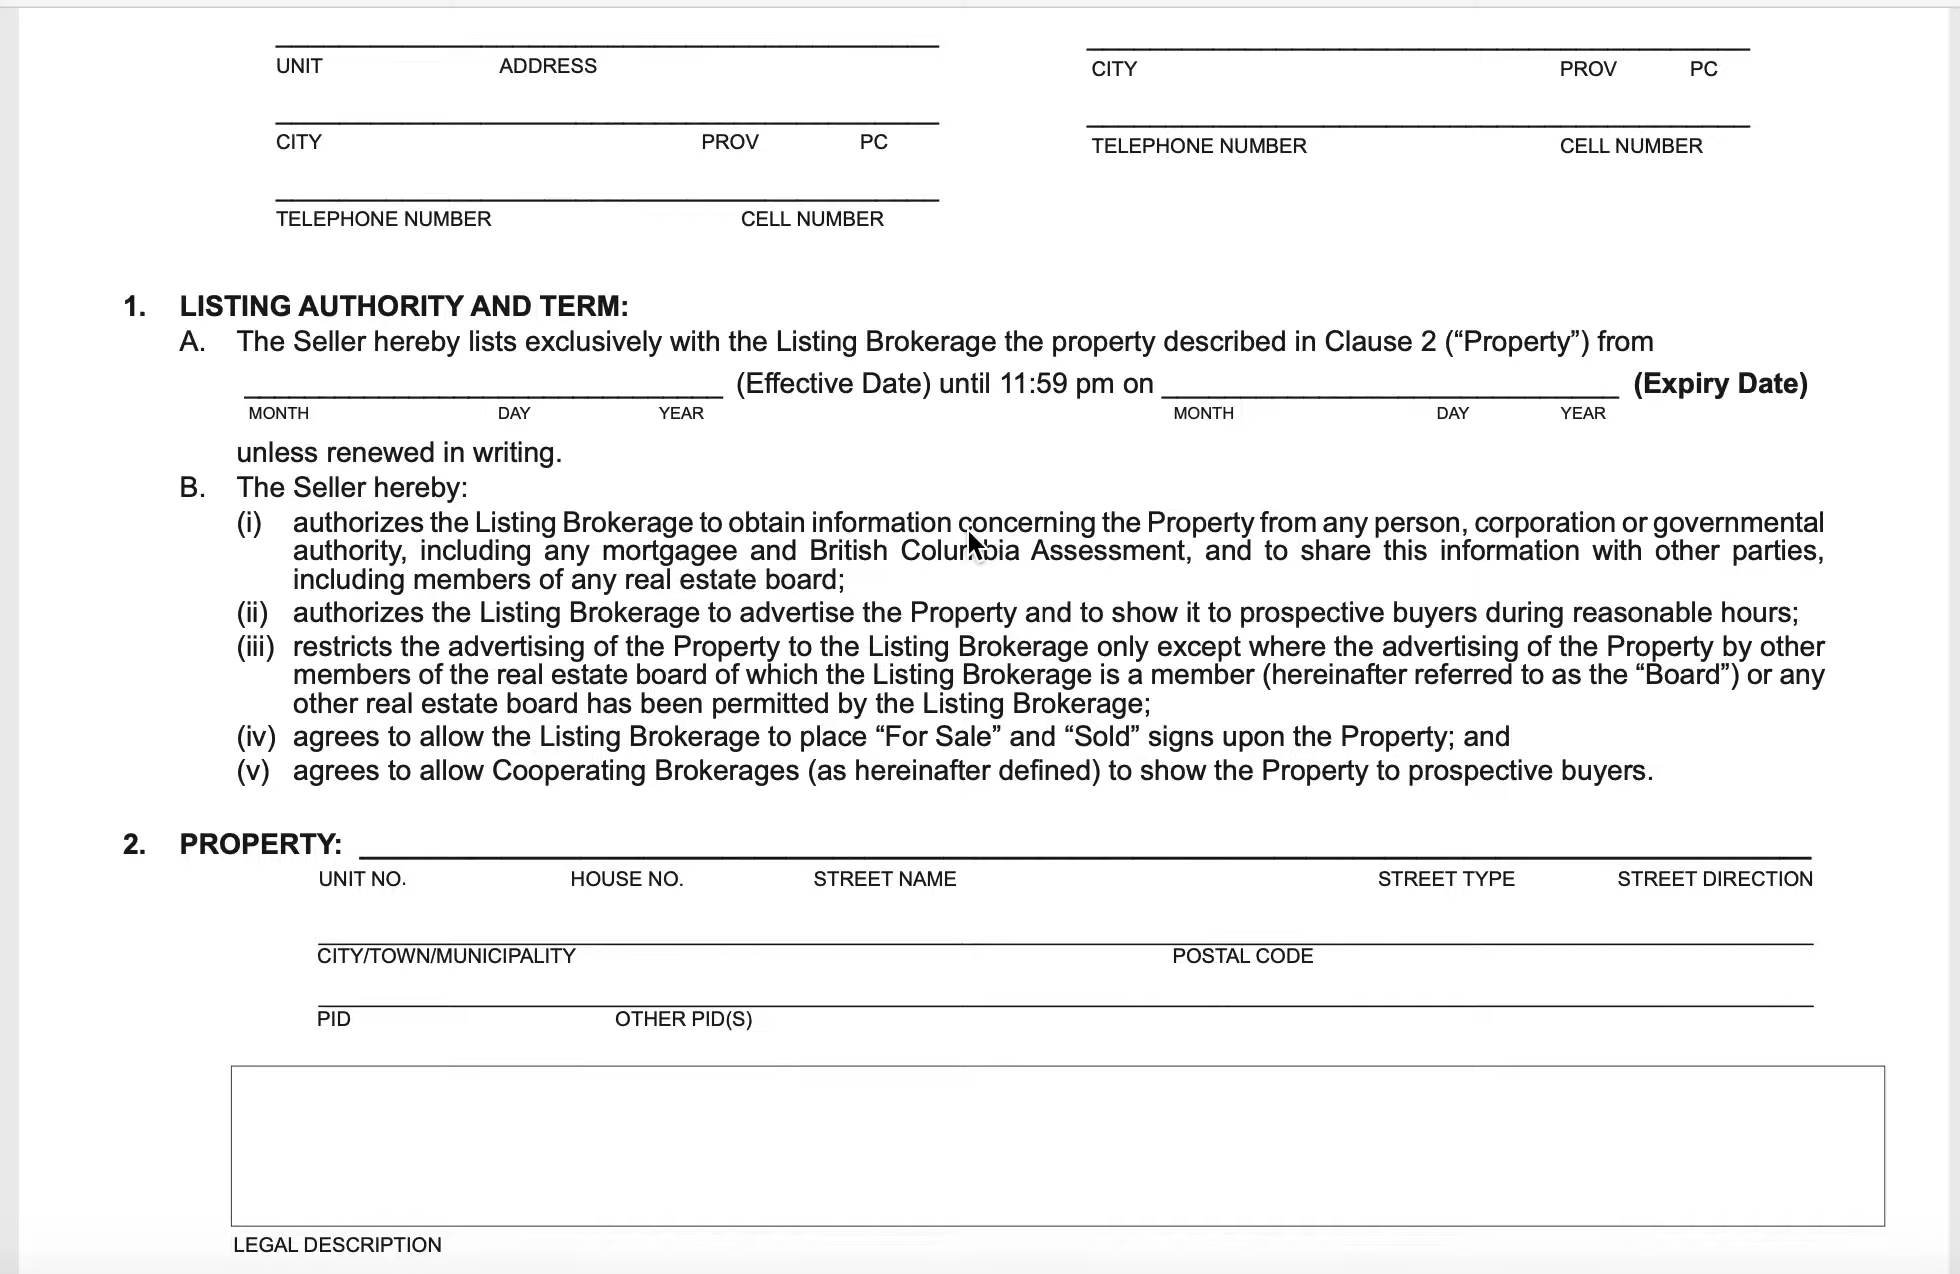 UNIT ADDRESS
CITY PROV PC
TELEPHONE NUMBER CELL NUMBER
CITY PROV PC
TELEPHONE NUMBER CELL NUMBER
1. LISTING AUTHORITY AND TERM:
A. The Seller hereby lists exclusively with the Listing Brokerage the property described in Clause 2 (“Property”) from
(Effective Date) until 11:59 pm on (Expiry Date)
MONTH DAY YEAR MONTH DAY YEAR
unless renewed in writing.
B. The Seller hereby:
(i) authorizes the Listing Brokerage to obtain information concerning the Property from any person, corporation or governmental
authority, including any mortgagee and British Columbia Assessment, and to share this information with other parties,
including members of any real estate board;
(ii) authorizes the Listing Brokerage to advertise the Property and to show it to prospective buyers during reasonable hours;
(iii) restricts the advertising of the Property to the Listing Brokerage only except where the advertising of the Property by other
members of the real estate board of which the Listing Brokerage is a member (hereinafter referred to as the “Board”) or any
other real estate board has been permitted by the Listing Brokerage;
(iv) agrees to allow the Listing Brokerage to place “For Sale” and “Sold” signs upon the Property; and
(v) agrees to allow Cooperating Brokerages (as hereinafter defined) to show the Property to prospective buyers.
2. PROPERTY:
UNIT NO. HOUSE NO. STREET NAME STREET TYPE STREET DIRECTION
CITY/TOWN/MUNICIPALITY POSTAL CODE
PID OTHER PID(S)
LEGAL DESCRIPTION